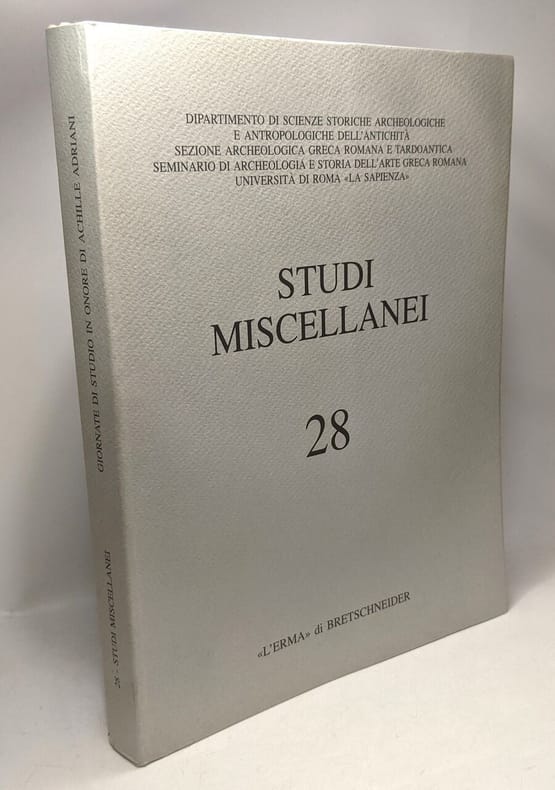 DIPARTIMENTO DI SCIENZE STORICHE ARCHEOLOGICHE
E ANTROPOLOGICHE DELL'ANTICHITÀ
SEZIONE ARCHEOLOGICA GRECA ROMANA E TARDOANTICA
SEMINARIO DI ARCHEOLOGIA E STORIA DELL'ARTE GRECA ROMANA
UNIVERSITÀ DI ROMA «LA SAPIENZA»
STUDI
MISCELLANEI
28
«L'ERMA» di BRETSCHNEIDER
28 - STUDI MISCELLANEI
GIORNATE DI STUDIO IN ONORE DI ACHILLE ADRIANI